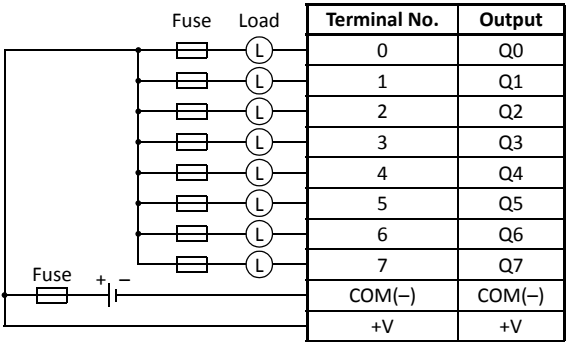 Fuse Load Terminal No. Output
L 0 Q0
L 1 Q1
L 2 Q2
L 3 Q3
L 4 Q4
L 5 Q5
L 6 Q6
L 7 Q7
Fuse + – COM(–) COM(–)
+V +V